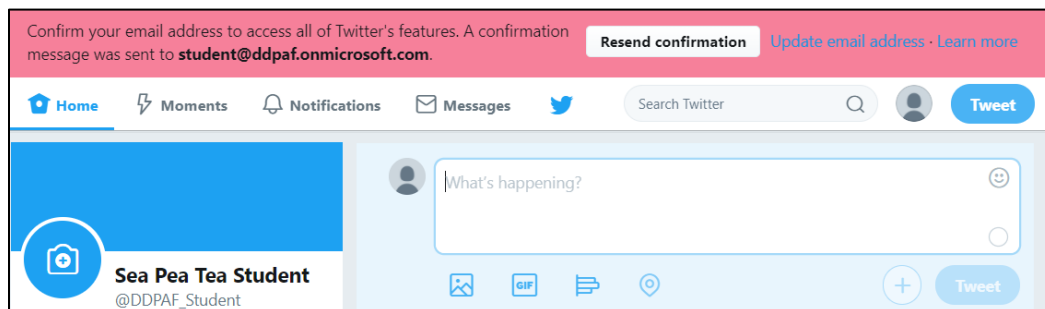 Confirm your email address to access all of Twitter's features. A confirmation
message was sent to student@ddpaf.onmicrosoft.com.
Resend confirmation
Update email address · Learn more
Home Moments Notifications Messages Search Twitter Tweet
What's happening?
Sea Pea Tea Student
@DDPAF_Student
GIF
Tweet